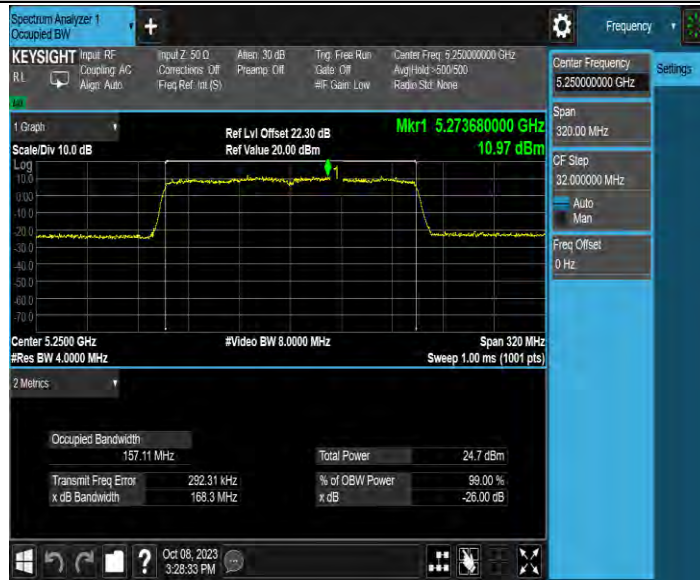 Spectrum Analyzer 1
Occupied BW
Frequency
KEYSIGHT Input: RF
RL Coupling: AC
Align: Auto
Input Z: 50 Ω
Corrections: Off
Freq Ref: Int (S)
Atten: 30 dB
Preamp: Off
Trig: Free Run
Gate: Off
#IF Gain: Low
Center Freq: 5.250000000 GHz
Avg|Hold:>500/500
Radio Std: None
Center Frequency
5.250000000 GHz
Settings
Span
320.00 MHz
CF Step
32.000000 MHz
Auto
Man
Freq Offset
0 Hz
1 Graph
Scale/Div 10.0 dB
Ref Lvl Offset 22.30 dB
Ref Value 20.00 dBm
Mkr1 5.273680000 GHz
10.97 dBm
Log
10.0
0.00
-10.0
-20.0
-30.0
-40.0
-50.0
-60.0
-70.0
1
Center 5.2500 GHz
#Res BW 4.0000 MHz
#Video BW 8.0000 MHz
Span 320 MHz
Sweep 1.00 ms (1001 pts)
2 Metrics
Occupied Bandwidth
157.11 MHz
Total Power 24.7 dBm
Transmit Freq Error 292.31 kHz
% of OBW Power 99.00 %
x dB Bandwidth 168.3 MHz
x dB -26.00 dB
?
Oct 08, 2023
3:28:33 PM